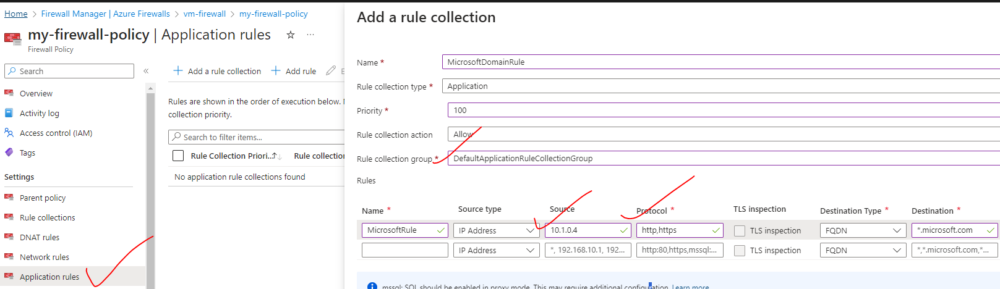 Home > Firewall Manager | Azure Firewalls > vm-firewall > my-firewall-policy
my-firewall-policy | Application rules
Firewall Policy
Search
Overview
Activity log
Access control (IAM)
Tags
Settings
Parent policy
Rule collections
DNAT rules
Network rules
Application rules
+ Add a rule collection + Add rule
Rules are shown in the order of execution below.
collection priority.
Search to filter items...
Rule Collection Priori... Rule collection
No application rule collections found
Add a rule collection
Name * MicrosoftDomainRule
Rule collection type * Application
Priority * 100
Rule collection action Allow
Rule collection group * DefaultApplicationRuleCollectionGroup
Rules
Name * Source type Source Protocol * TLS inspection Destination Type * Destination *
MicrosoftRule IP Address 10.1.0.4 http,https TLS inspection FQDN *.microsoft.com
IP Address *, 192.168.10.1, 192... http:80,https,mssql:... TLS inspection FQDN *,*.microsoft.com,*...
mssql: SQL should be enabled in proxy mode. This may require additional configuration. Learn more